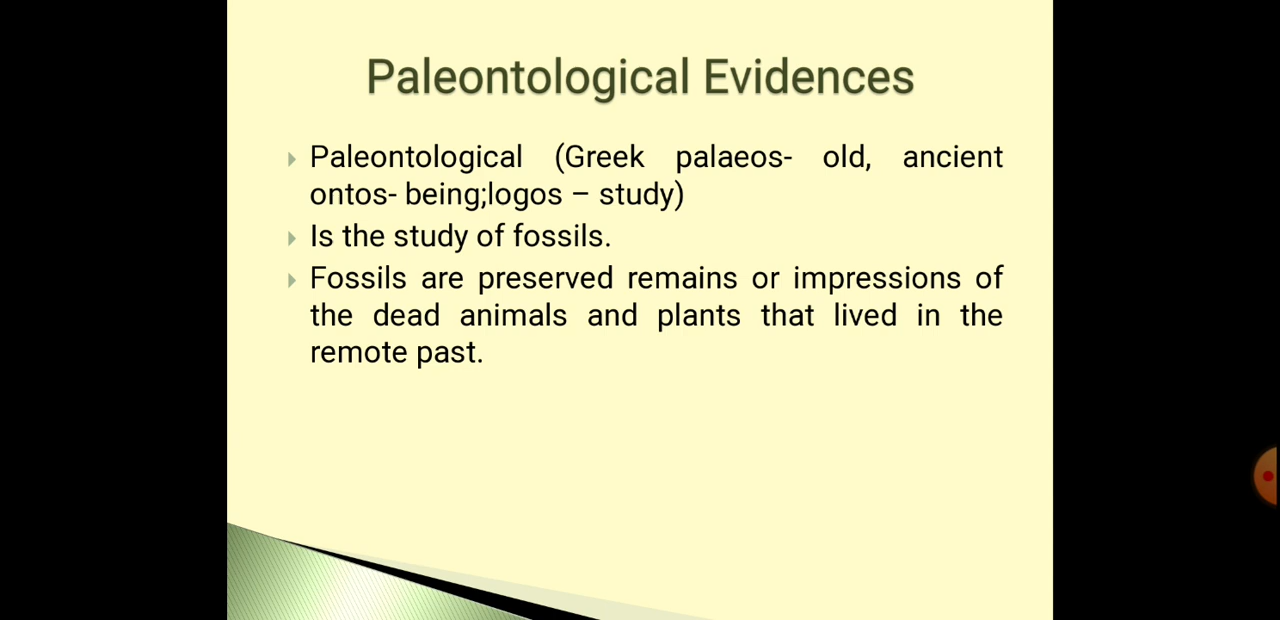 Paleontological Evidences
Paleontological (Greek palaeos- old, ancient
ontos- being;logos – study)
Is the study of fossils.
Fossils are preserved remains or impressions of
the dead animals and plants that lived in the
remote past.